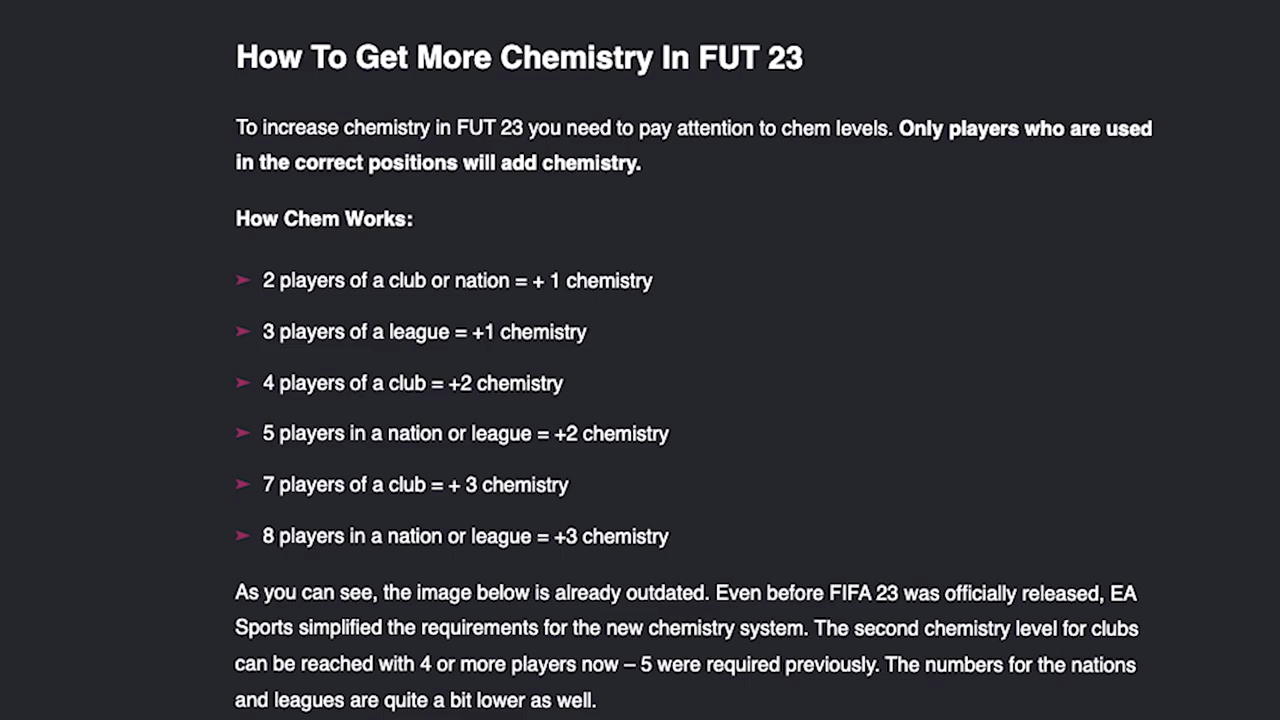 How To Get More Chemistry In FUT 23
To increase chemistry in FUT 23 you need to pay attention to chem levels. Only players who are used
in the correct positions will add chemistry.
How Chem Works:
➤ 2 players of a club or nation = + 1 chemistry
➤ 3 players of a league = +1 chemistry
➤ 4 players of a club = +2 chemistry
➤ 5 players in a nation or league = +2 chemistry
➤ 7 players of a club = + 3 chemistry
➤ 8 players in a nation or league = +3 chemistry
As you can see, the image below is already outdated. Even before FIFA 23 was officially released, EA
Sports simplified the requirements for the new chemistry system. The second chemistry level for clubs
can be reached with 4 or more players now – 5 were required previously. The numbers for the nations
and leagues are quite a bit lower as well.